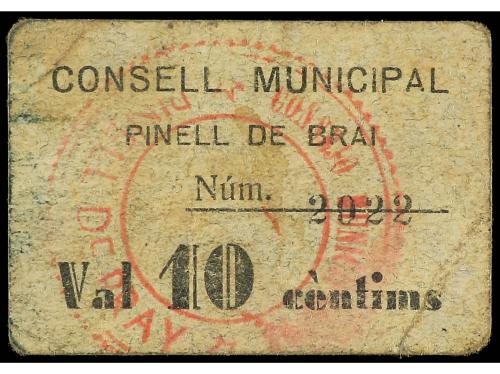 CONSELL MUNICIPAL
PINELL DE BRAI
Núm. 2022
Val 10 cèntims